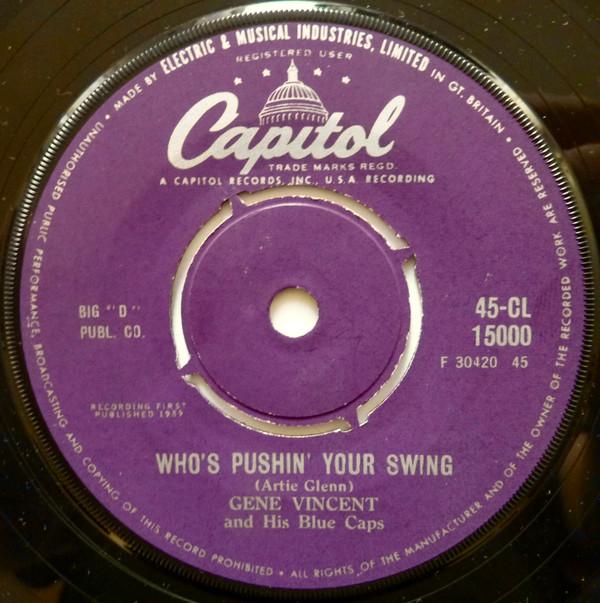 MADE BY ELECTRIC & MUSICAL INDUSTRIES, LIMITED IN GT. BRITAIN •
REGISTERED USER
Capitol
TRADE MARKS REGD.
A CAPITOL RECORDS, INC., U.S.A. RECORDING
BIG "D"
PUBL. CO.
45-CL
15000
F 30420 45
RECORDING FIRST
PUBLISHED 1959
WHO'S PUSHIN' YOUR SWING
(Artie Glenn)
GENE VINCENT
and His Blue Caps
UNAUTHORISED PUBLIC PERFORMANCE, BROADCASTING AND COPYING OF THIS RECORD PROHIBITED • ALL RIGHTS OF THE MANUFACTURER AND OF THE OWNER OF THE RECORDED WORK ARE RESERVED •